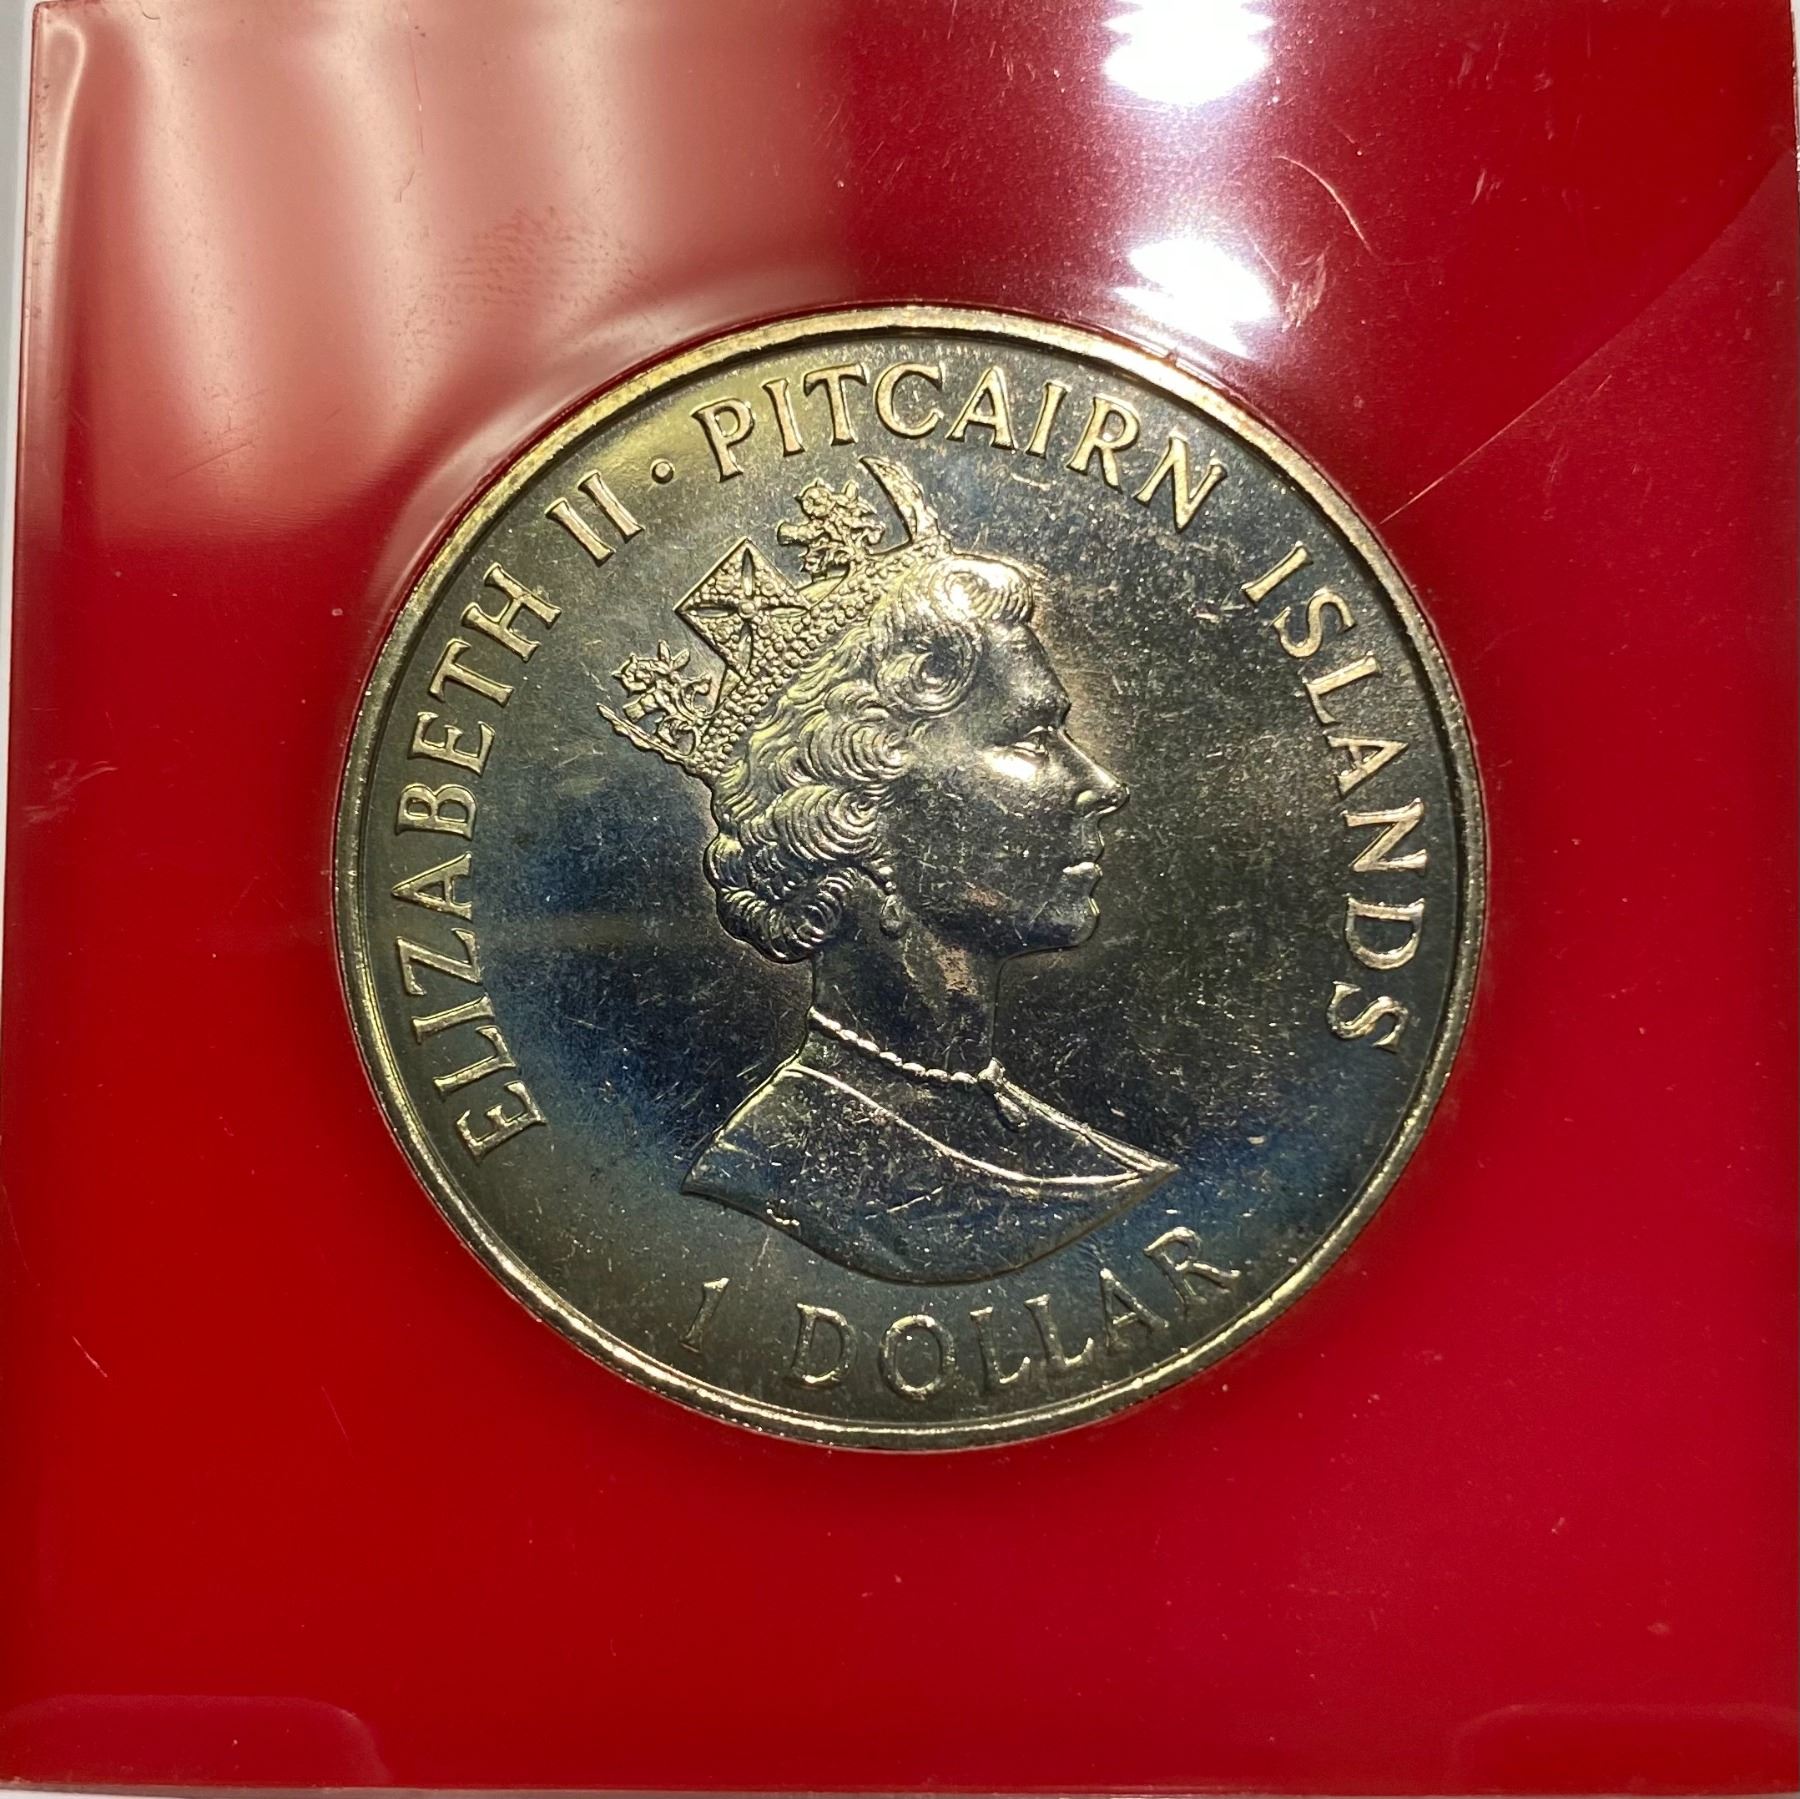 ELIZABETH II · PITCAIRN ISLANDS
1 DOLLAR